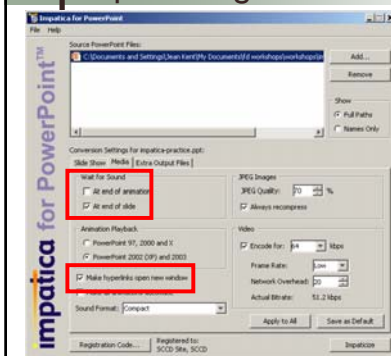 Impatica for PowerPoint
File Help
impatica for PowerPoint™
Source PowerPoint Files:
C:\Documents and Settings\Jean Kent\My Documents\fd workshops\workshops\
Add...
Remove
Show
Full Paths
Names Only
Conversion Settings for impatica-practice.ppt:
Slide Show Media Extra Output Files
Wait for Sound
At end of animation
At end of slide
JPEG Images
JPEG Quality: 70 %
Always recompress
Animation Playback
PowerPoint 97, 2000 and X
PowerPoint 2002 (XP) and 2003
Video
Encode for: 64 kbps
Frame Rate: Low
Network Overhead: 20
Actual Bitrate: 51.2 kbps
Make hyperlinks open new window
Sound Format: Compact
Apply to All Save as Default
Registration Code...
Registered to:
SCCD Site, SCCD
Impaticize